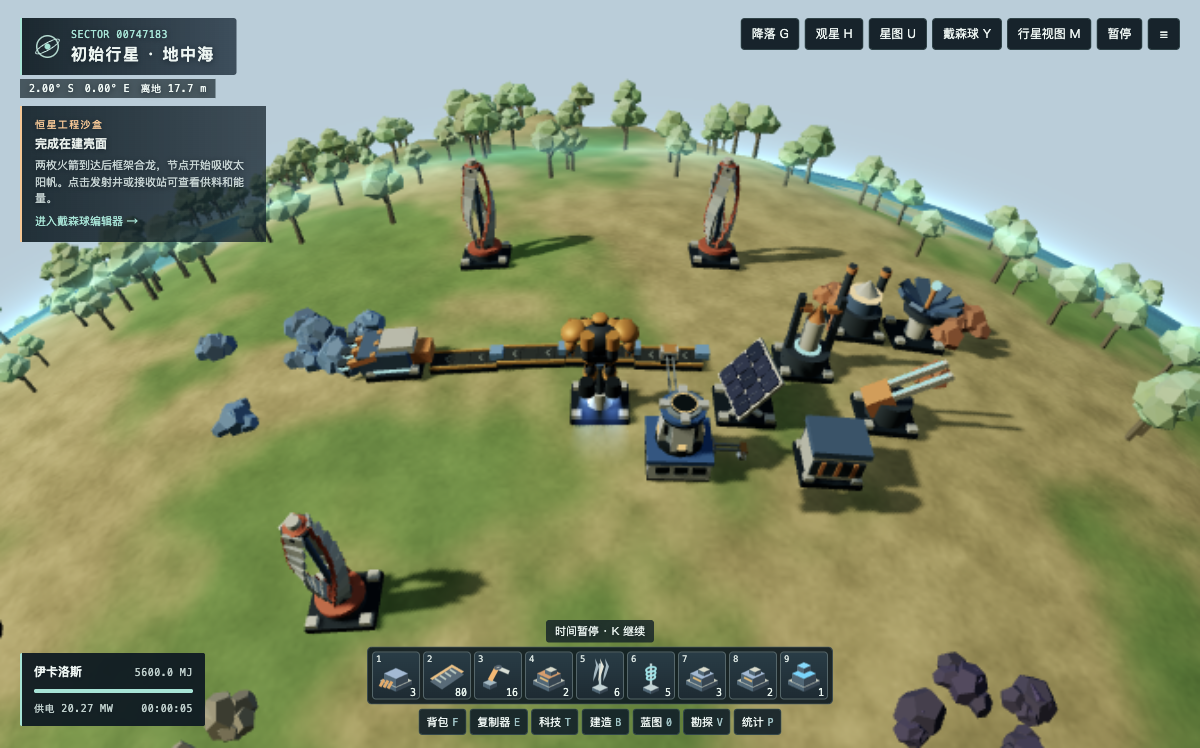 SECTOR 00747183
初始行星 · 地中海
2.00° S 0.00° E 离地 17.7 m
恒星工程沙盒
完成在建壳面
两枚火箭到达后框架合龙，节点开始吸收太
阳帆。点击发射井或接收站可查看供料和能
量。
进入戴森球编辑器 →
降落 G 观星 H 星图 U 戴森球 Y 行星视图 M 暂停 ≡
时间暂停 · K 继续
1 2 3 4 5 6 7 8 9
3 80 16 2 6 5 3 2 1
背包 F 复制器 E 科技 T 建造 B 蓝图 0 勘探 V 统计 P
伊卡洛斯 5600.0 MJ
供电 20.27 MW 00:00:05